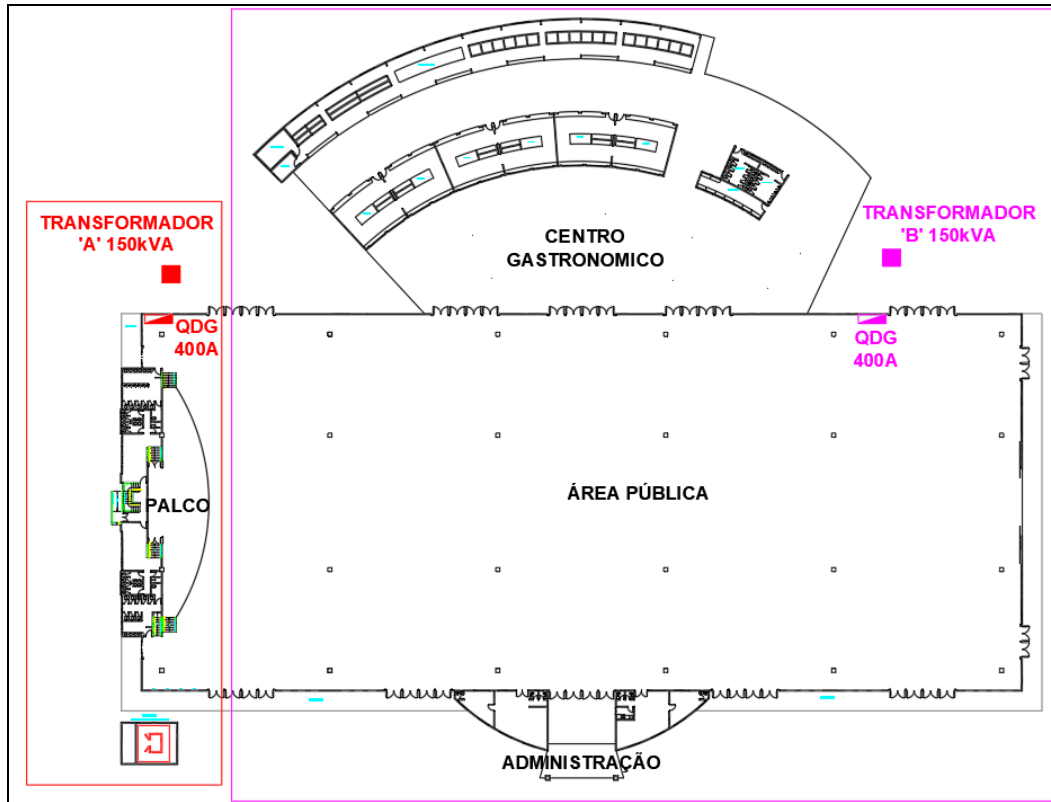 TRANSFORMADOR
'A' 150kVA
TRANSFORMADOR
'B' 150kVA
CENTRO
GASTRONOMICO
QDG
400A
QDG
400A
PALCO
ÁREA PÚBLICA
ADMINISTRAÇÃO